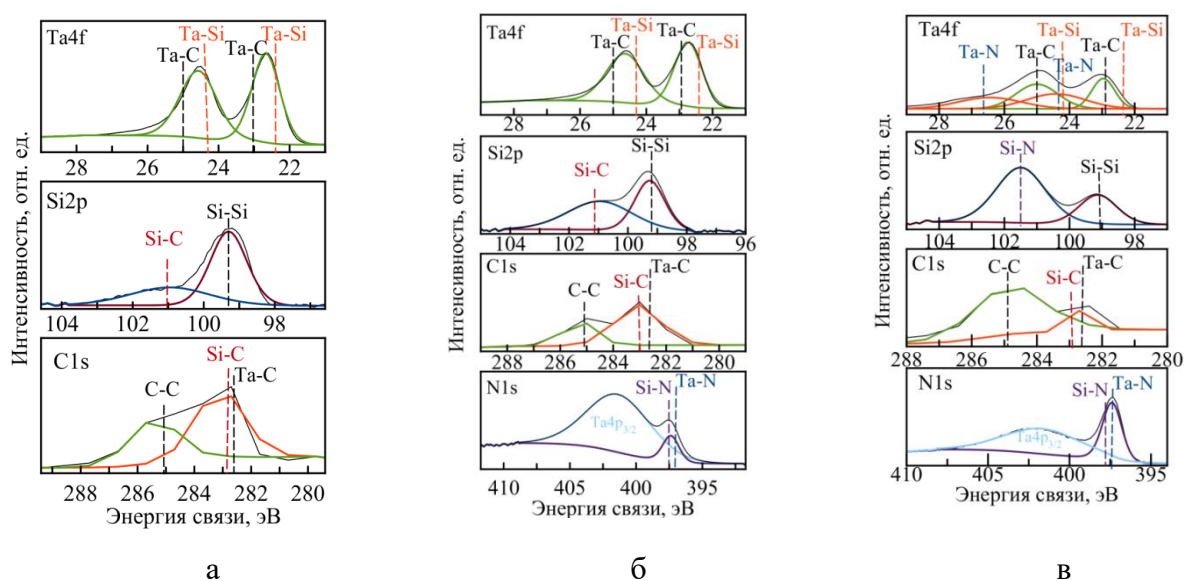 Интенсивность, отн. ед.
Ta4f
Ta-C
Ta-Si
Ta-C
Ta-Si
28 26 24 22
Si2p
Si-C
Si-Si
104 102 100 98
C1s
C-C
Si-C
Ta-C
286 284 282 280
Энергия связи, эВ
а
Интенсивность, отн. ед.
Ta4f
Ta-C
Ta-Si
Ta-C
Ta-Si
28 26 24 22
Si2p
Si-C
Si-Si
104 102 100 98 96
C1s
C-C
Si-C
Ta-C
288 286 284 282 280
N1s
Si-N
Ta-N
Ta4p3/2
410 405 400 395
Энергия связи, эВ
б
Интенсивность, отн. ед.
Ta4f
Ta-N
Ta-C
Ta-Si
Ta-N
Ta-C
Ta-Si
28 26 24 22
Si2p
Si-N
Si-Si
104 102 100 98
C1s
C-C
Si-C
Ta-C
288 286 284 282 280
N1s
Si-N
Ta-N
Ta4p3/2
410 400 394
Энергия связи, эВ
в